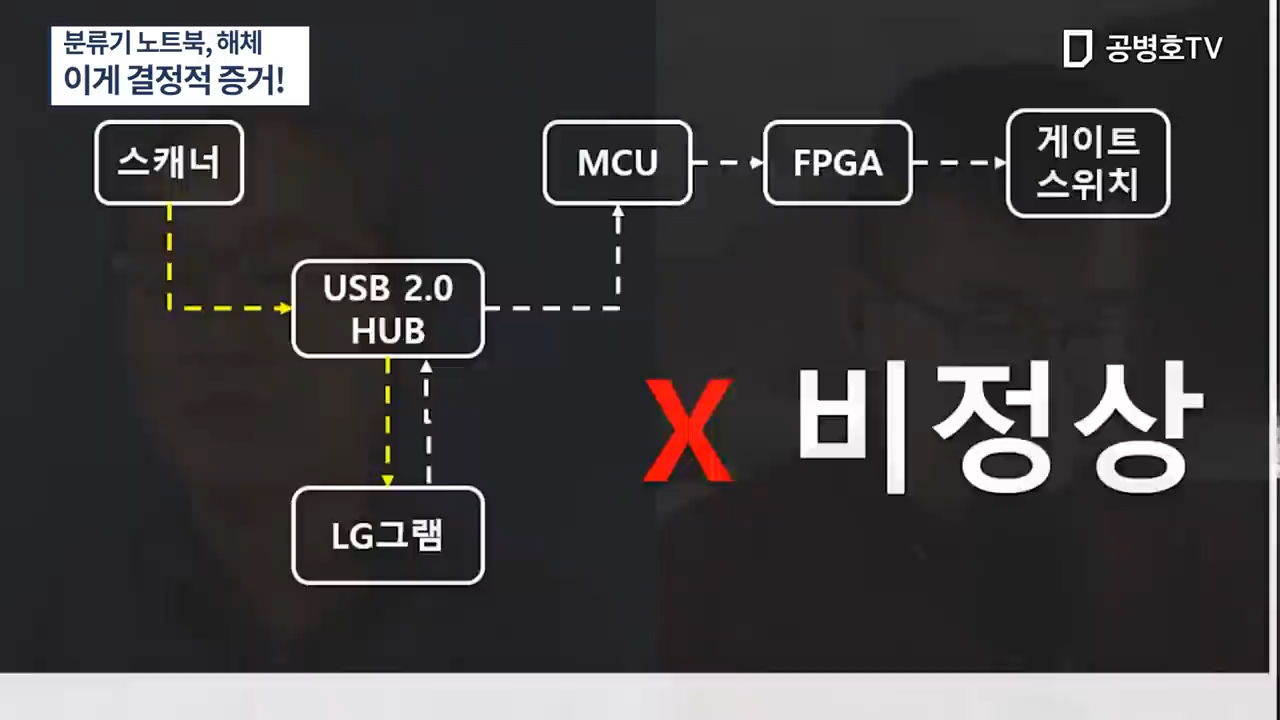 분류기 노트북, 해체
이게 결정적 증거!
공병호TV
스캐너
MCU
FPGA
게이트
스위치
USB 2.0
HUB
X 비정상
LG그램